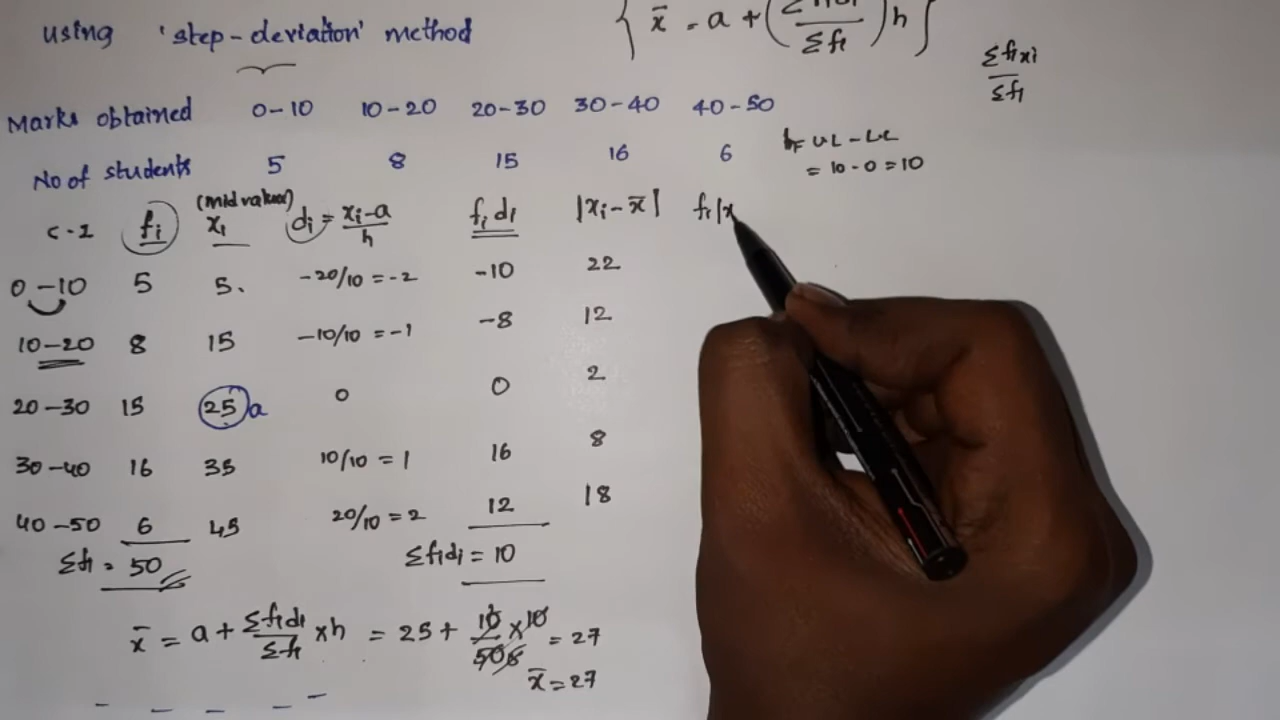 using 'step-deviation' method
{ x̄ = a + (Σfidi/Σfi) h }
Σfixi/Σfi
Marks obtained 0-10 10-20 20-30 30-40 40-50
No of students 5 8 15 16 6
h = UL - LL
= 10-0=10
C-I fi xi (mid values) di = xi-a/h fidi |xi-x̄| fi|x
0-10 5 5. -20/10 = -2 -10 22
10-20 8 15 -10/10 = -1 -8 12
20-30 15 25 a 0 0 2
30-40 16 35 10/10 = 1 16 8
40-50 6 45 20/10 = 2 12 18
Σfi = 50 Σfidi = 10
x̄ = a + Σfidi/Σfi × h = 25 + 10/50 × 10 = 27
x̄ = 27